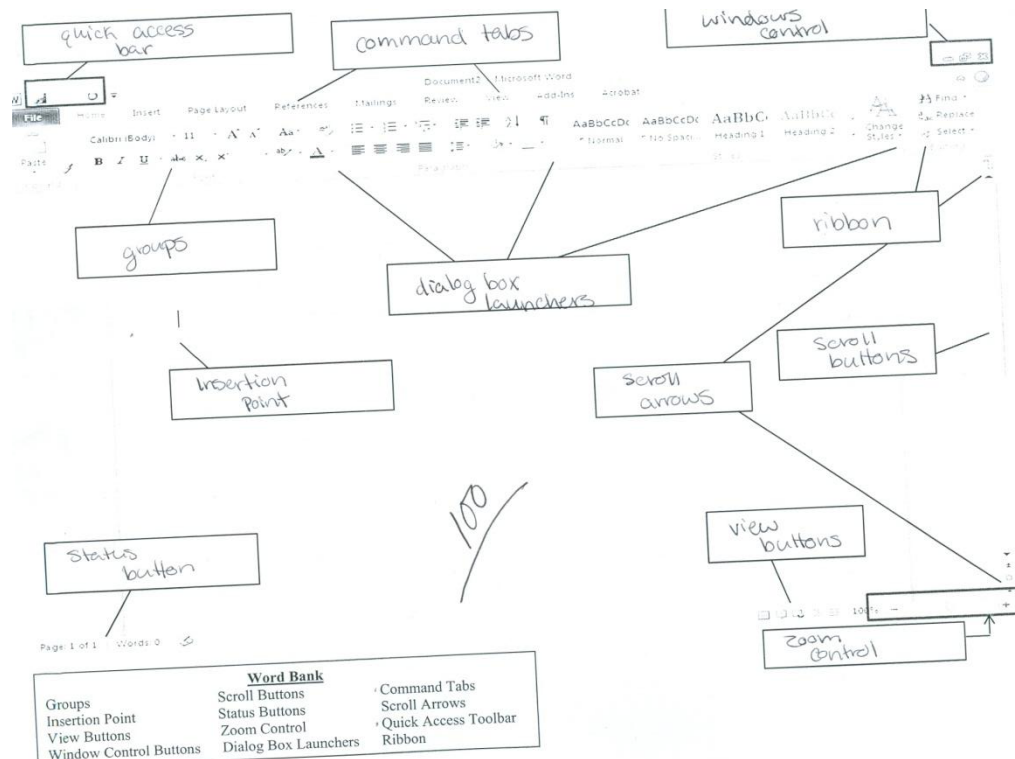 quick access
bar
command tabs
windows
control
Document2 Microsoft Word
File Home Insert Page Layout References Mailings Review View Add-Ins Acrobat
Calibri (Body) 11 A A Aa AaBbCcDc AaBbCcDc AaBbC AaBbCc Find
Paste B I U abc x, x A Normal No Spaci... Heading 1 Heading 2 Change Styles Replace
Select
Paragraph
groups
ribbon
dialog box
launchers
Insertion
Point
scroll
arrows
scroll
buttons
100
status
button
view
buttons
Page: 1 of 1 Words: 0
100%
zoom
control
Word Bank
Groups Scroll Buttons Command Tabs
Insertion Point Status Buttons Scroll Arrows
View Buttons Zoom Control Quick Access Toolbar
Window Control Buttons Dialog Box Launchers Ribbon